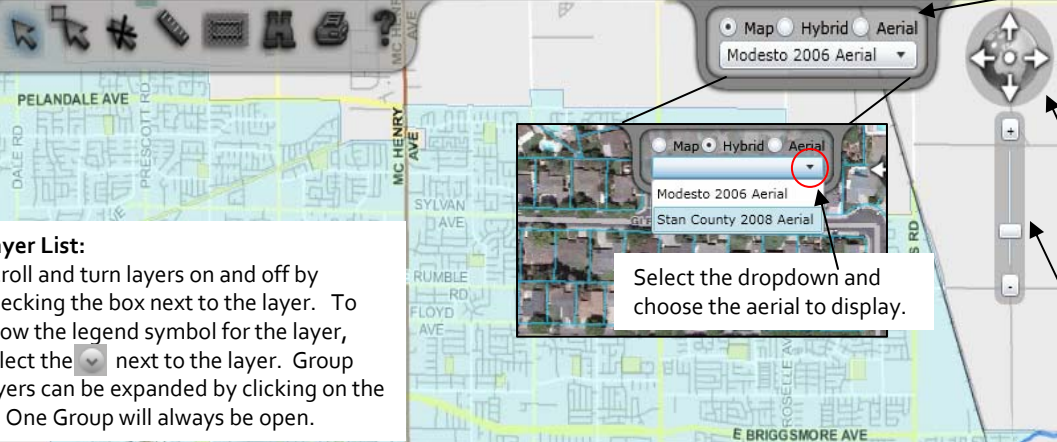 Map Hybrid Aerial
Modesto 2006 Aerial
MC HENRY AVE
PELANDALE AVE
DALE RD
PRESCOTT RD
MC HENRY AVE
SYLVAN AVE
Map Hybrid Aerial
Modesto 2006 Aerial
Stan County 2008 Aerial
Select the dropdown and
choose the aerial to display.
ayer List:
roll and turn layers on and off by
ecking the box next to the layer. To
ow the legend symbol for the layer,
lect the next to the layer. Group
yers can be expanded by clicking on the
One Group will always be open.
RUMBLE RD
FLOYD AVE
S RD
ROSELLE AV
E BRIGGSMORE AVE